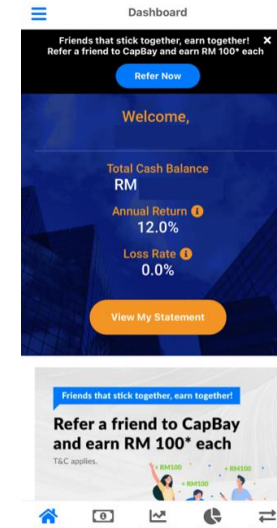 Dashboard
Friends that stick together, earn together!
Refer a friend to CapBay and earn RM 100* each
Refer Now
Welcome,
Total Cash Balance
RM
Annual Return
12.0%
Loss Rate
0.0%
View My Statement
Friends that stick together, earn together!
Refer a friend to CapBay
and earn RM 100* each
T&C applies.
+ RM100
+ RM100
+ RM100